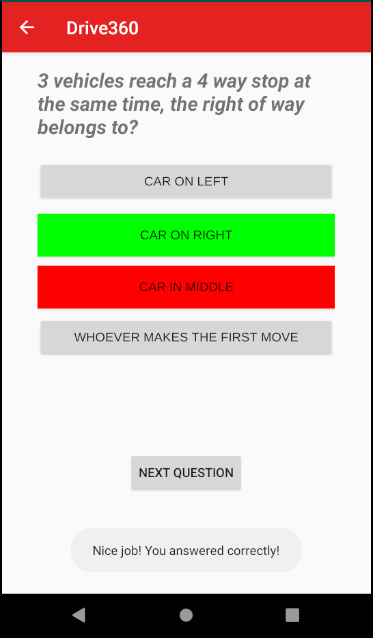 Drive360
3 vehicles reach a 4 way stop at
the same time, the right of way
belongs to?
CAR ON LEFT
CAR ON RIGHT
CAR IN MIDDLE
WHOEVER MAKES THE FIRST MOVE
NEXT QUESTION
Nice job! You answered correctly!